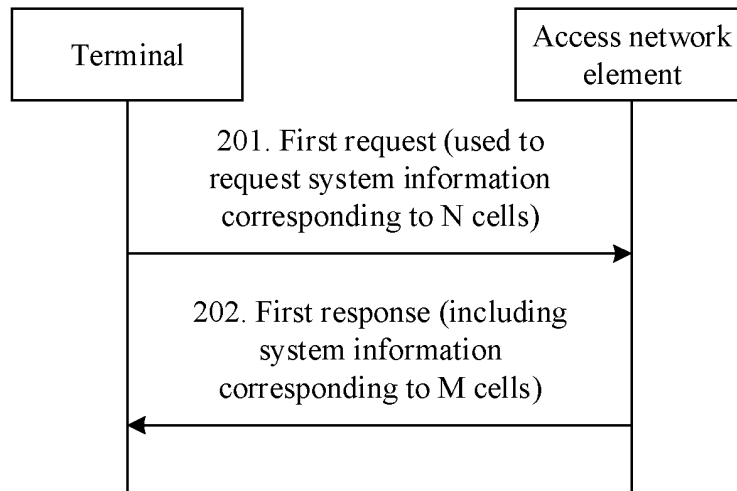 Terminal
Access network
element
201. First request (used to
request system information
corresponding to N cells)
202. First response (including
system information
corresponding to M cells)